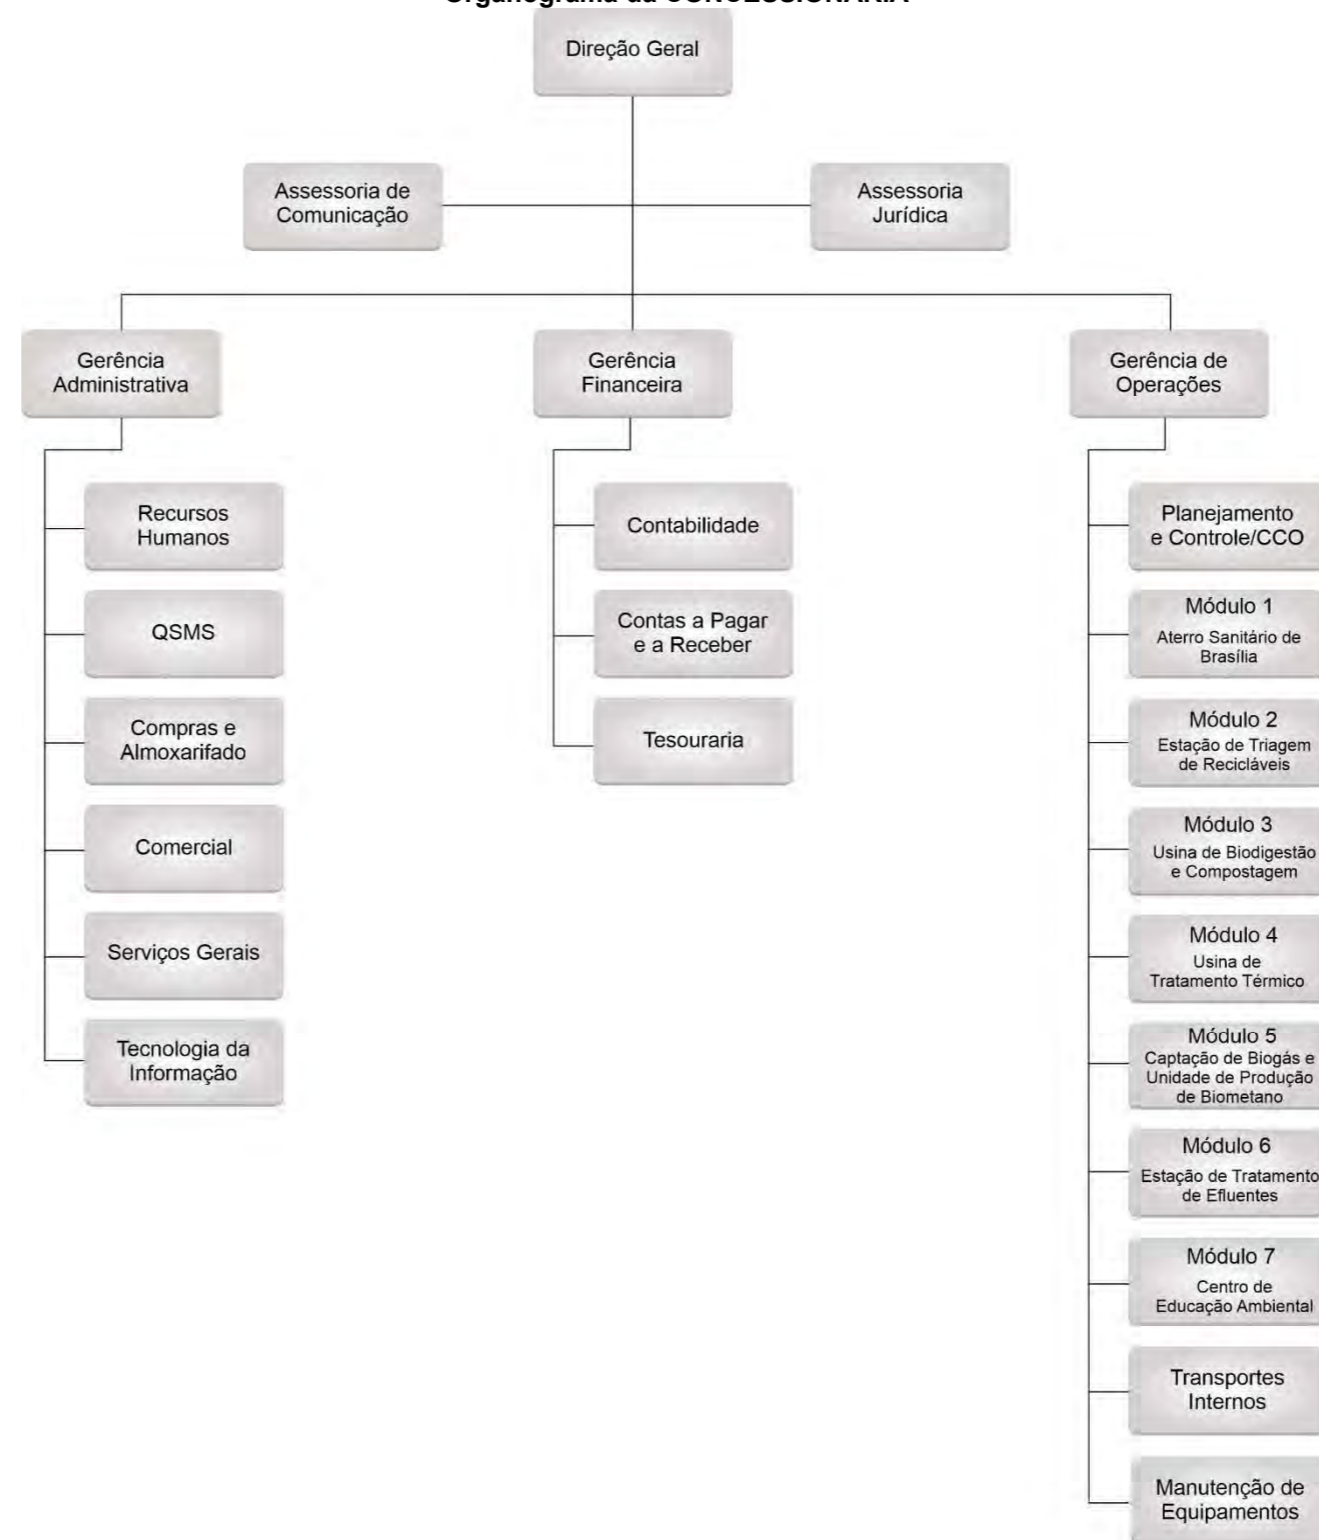 Organograma da CONCESSIONÁRIA
Direção Geral
Assessoria de
Comunicação
Assessoria
Jurídica
Gerência
Administrativa
Gerência
Financeira
Gerência de
Operações
Recursos
Humanos
QSMS
Compras e
Almoxarifado
Comercial
Serviços Gerais
Tecnologia da
Informação
Contabilidade
Contas a Pagar
e a Receber
Tesouraria
Planejamento
e Controle/CCO
Módulo 1
Aterro Sanitário de
Brasília
Módulo 2
Estação de Triagem
de Recicláveis
Módulo 3
Usina de Biodigestão
e Compostagem
Módulo 4
Usina de
Tratamento Térmico
Módulo 5
Captação de Biogás e
Unidade de Produção
de Biometano
Módulo 6
Estação de Tratamento
de Efluentes
Módulo 7
Centro de
Educação Ambiental
Transportes
Internos
Manutenção de
Equipamentos